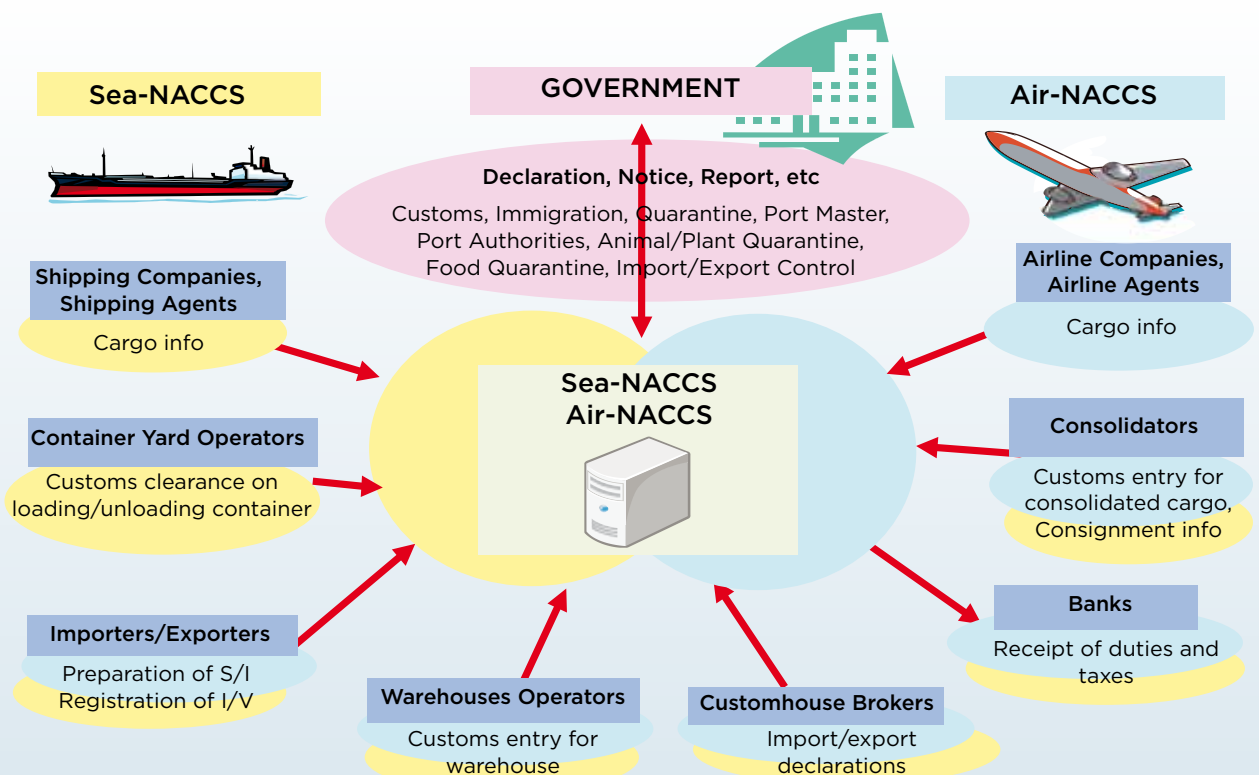 Sea-NACCS
GOVERNMENT
Air-NACCS
Declaration, Notice, Report, etc
Customs, Immigration, Quarantine, Port Master,
Port Authorities, Animal/Plant Quarantine,
Food Quarantine, Import/Export Control
Shipping Companies,
Shipping Agents
Cargo info
Airline Companies,
Airline Agents
Cargo info
Sea-NACCS
Air-NACCS
Container Yard Operators
Customs clearance on
loading/unloading container
Consolidators
Customs entry for
consolidated cargo,
Consignment info
Importers/Exporters
Preparation of S/I
Registration of I/V
Banks
Receipt of duties and
taxes
Warehouses Operators
Customs entry for
warehouse
Customhouse Brokers
Import/export
declarations